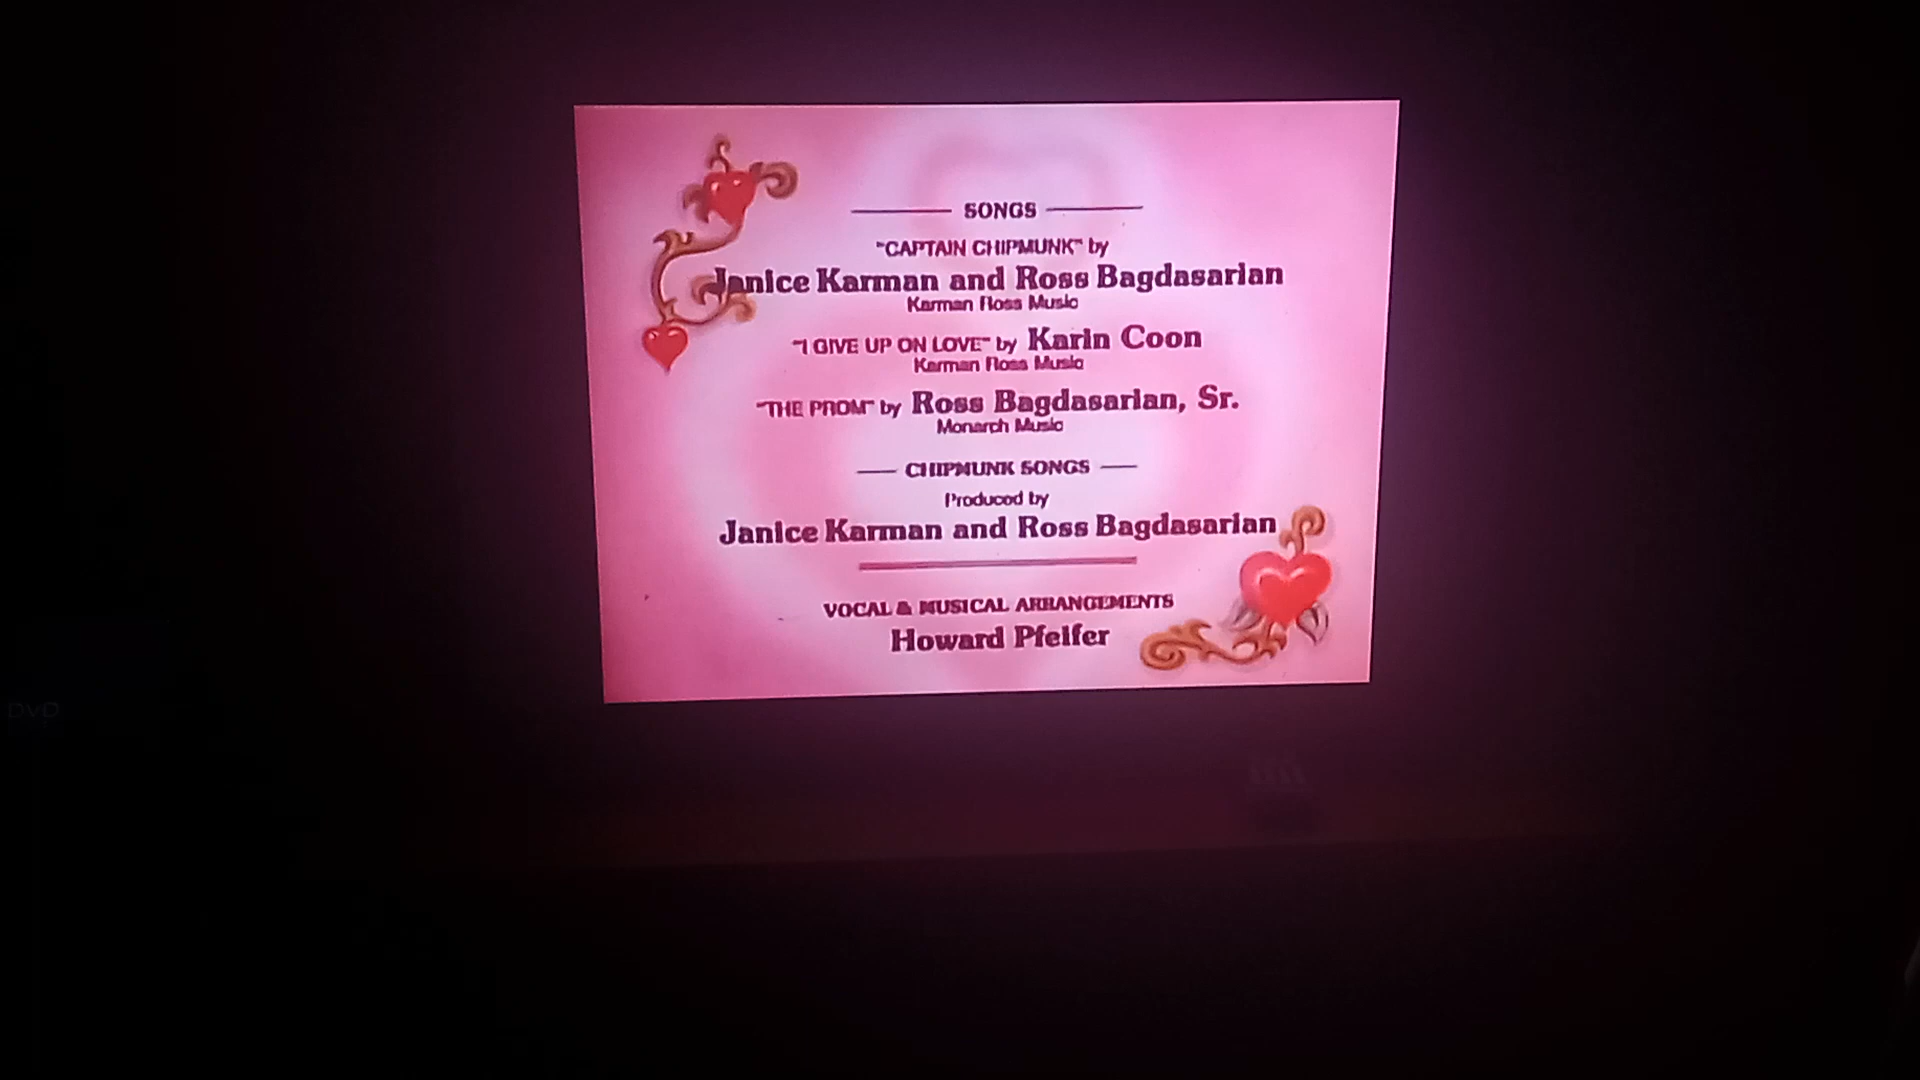 SONGS
"CAPTAIN CHIPMUNK" by
Janice Karman and Ross Bagdasarian
Karman Ross Music
"I GIVE UP ON LOVE" by Karin Coon
Karman Ross Music
"THE PROM" by Ross Bagdasarian, Sr.
Monarch Music
CHIPMUNK SONGS
Produced by
Janice Karman and Ross Bagdasarian
VOCAL & MUSICAL ARRANGEMENTS
Howard Pfeifer
DVD